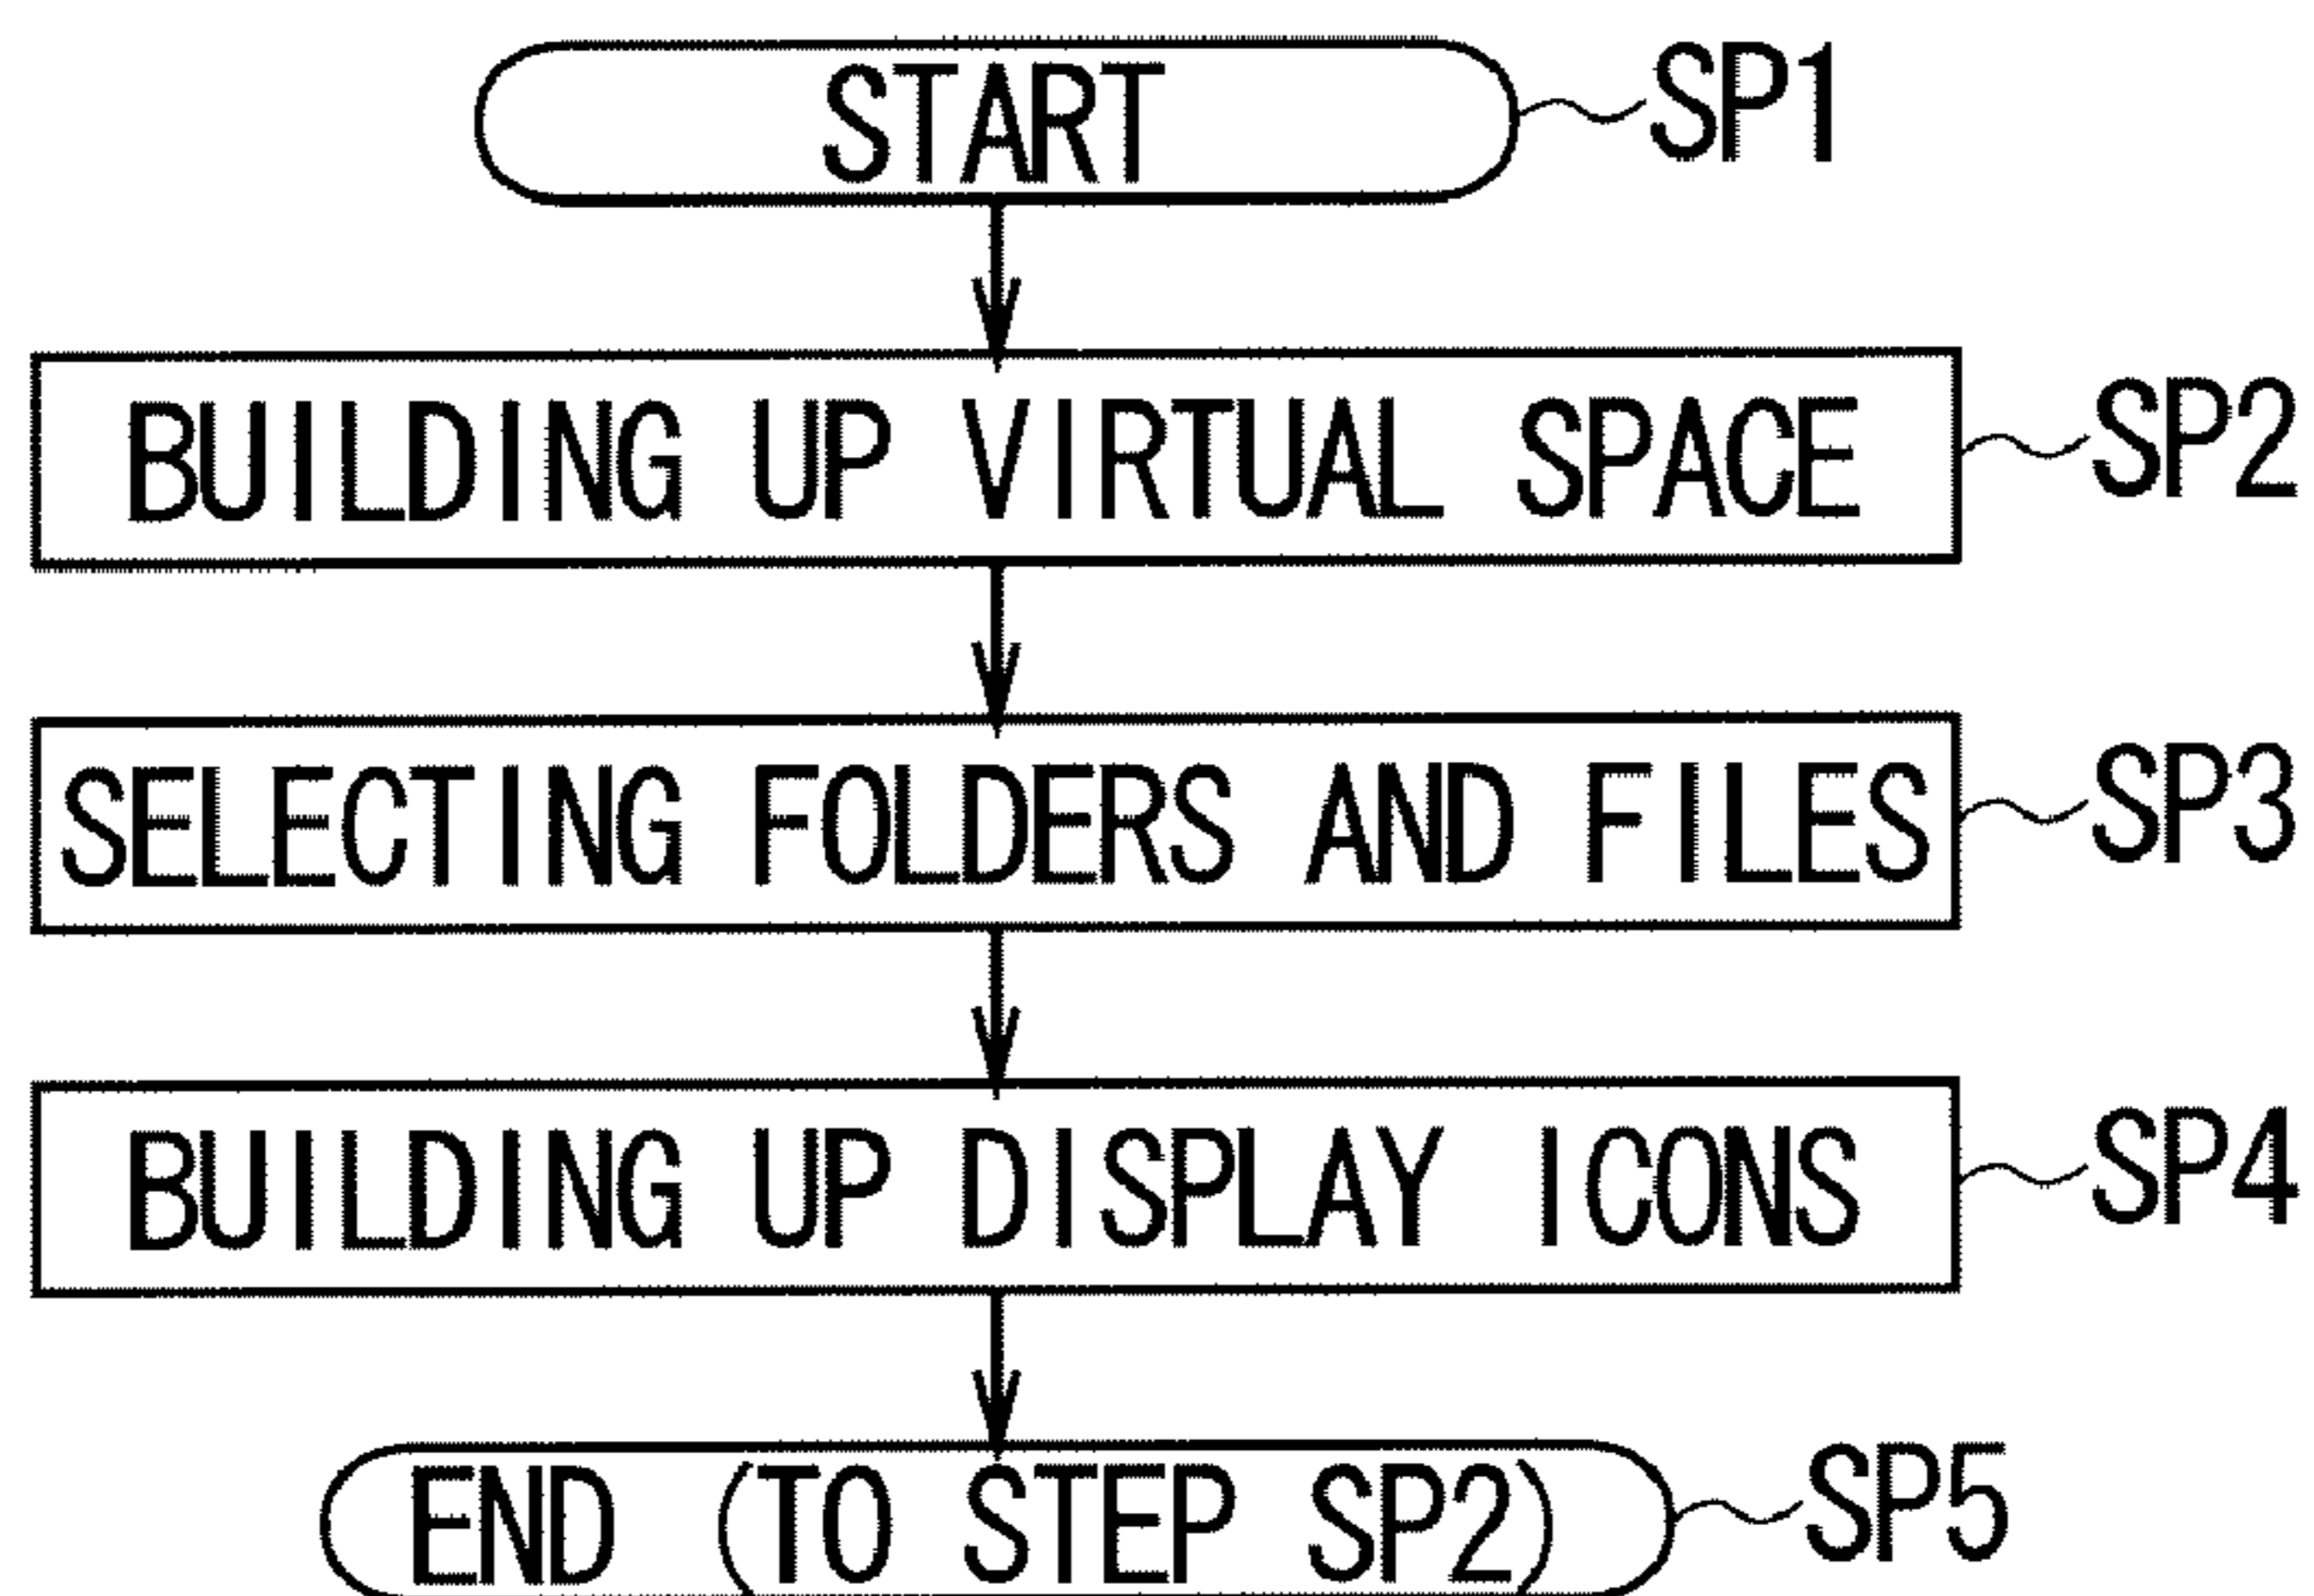 START SP1
BUILDING UP VIRTUAL SPACE SP2
SELECTING FOLDERS AND FILES SP3
BUILDING UP DISPLAY ICONS SP4
END (TO STEP SP2) SP5